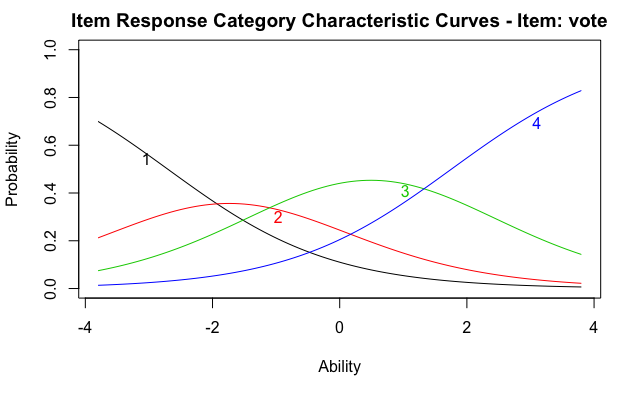 Item Response Category Characteristic Curves - Item: vote
Probability
1.0
0.8
0.6
0.4
0.2
0.0
1
2
3
4
-4 -2 0 2 4
Ability